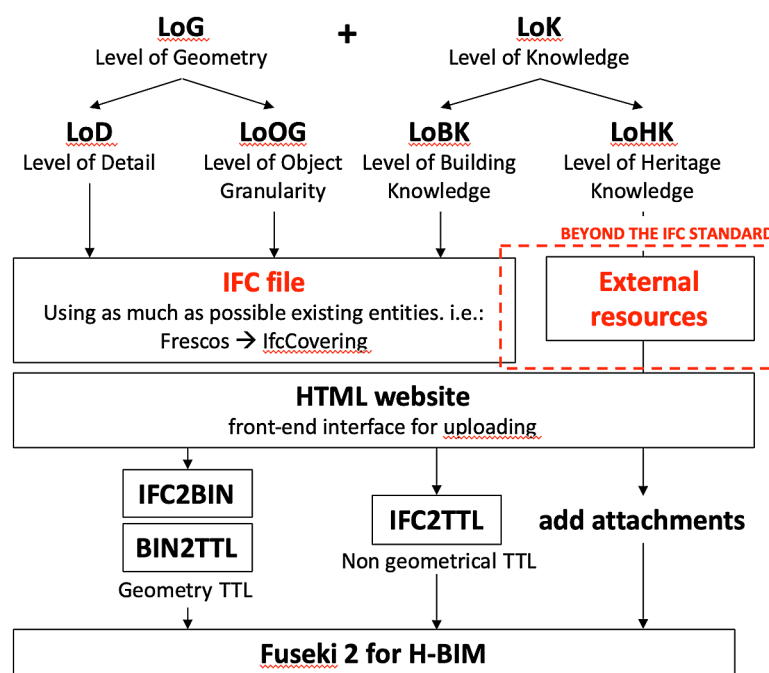 LoG + LoK
Level of Geometry
Level of Knowledge
LoD
Level of Detail
LoOG
Level of Object
Granularity
LoBK
Level of Building
Knowledge
LoHK
Level of Heritage
Knowledge
BEYOND THE IFC STANDARD
IFC file
Using as much as possible existing entities. i.e.:
Frescos → IfcCovering
External
resources
HTML website
front-end interface for uploading
IFC2BIN
BIN2TTL
Geometry TTL
IFC2TTL
Non geometrical TTL
add attachments
Fuseki 2 for H-BIM